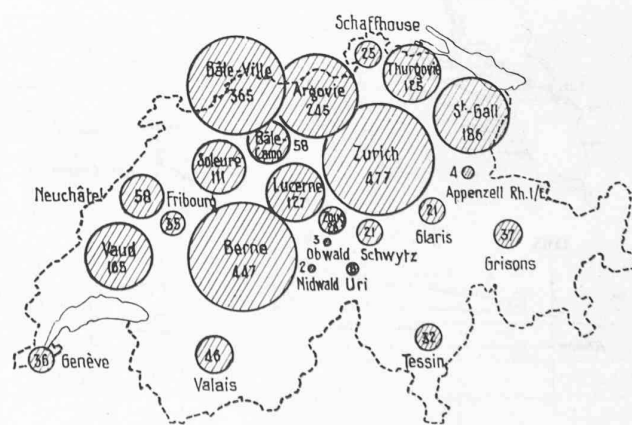 Schaffhouse
25
Bâle-Ville
365
Argovie
245
Thurgovie
125
St-Gall
186
Bâle-
Camp.
58
Zurich
477
Soleure
111
4
Appenzell Rh. I/E.
Neuchâtel
58
Fribourg
35
Lucerne
127
Zoug
28
21
Glaris
21
Schwytz
37
Grisons
Vaud
165
Berne
447
3
Obwald
2
Nidwald
Uri
36
Genève
46
Valais
32
Tessin